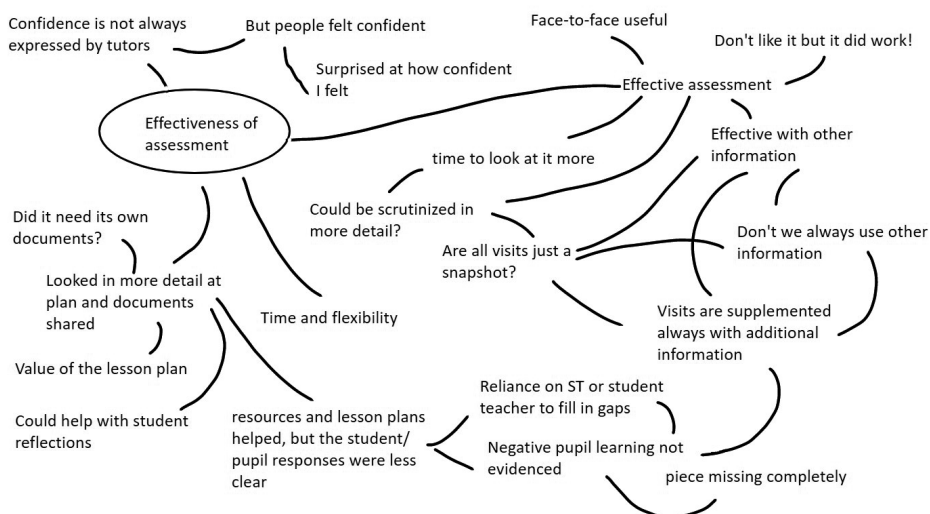 Confidence is not always
expressed by tutors
But people felt confident
Surprised at how confident
I felt
Face-to-face useful
Don't like it but it did work!
Effective assessment
Effectiveness of
assessment
Effective with other
information
time to look at it more
Could be scrutinized in
more detail?
Did it need its own
documents?
Are all visits just a
snapshot?
Don't we always use other
information
Looked in more detail at
plan and documents
shared
Time and flexibility
Visits are supplemented
always with additional
information
Value of the lesson plan
Could help with student
reflections
resources and lesson plans
helped, but the student/
pupil responses were less
clear
Reliance on ST or student
teacher to fill in gaps
Negative pupil learning not
evidenced
piece missing completely